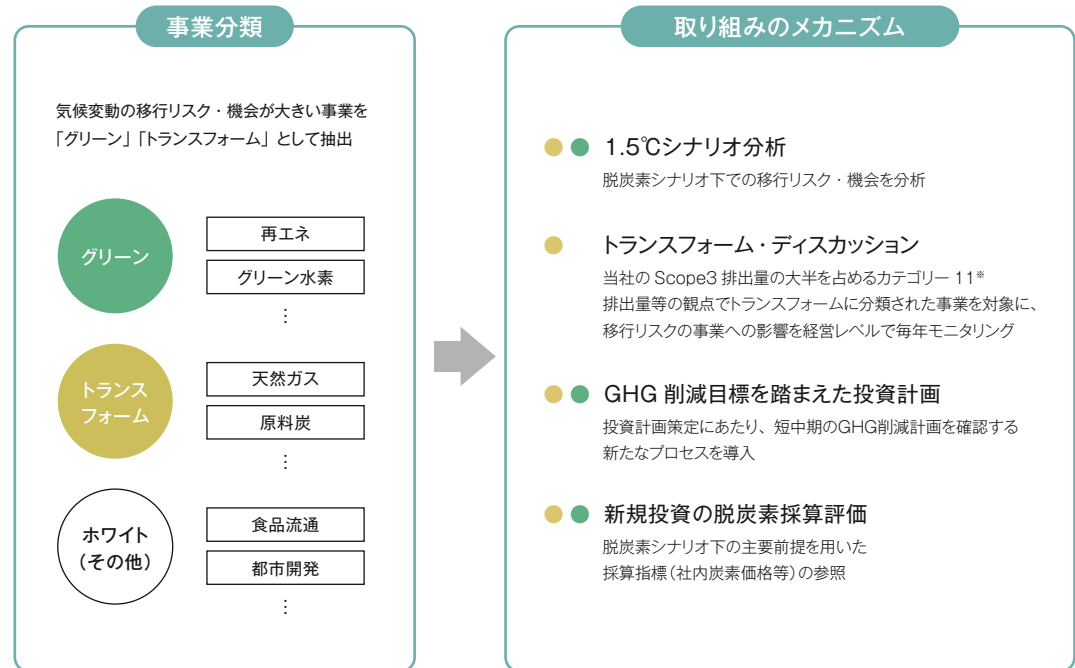 事業分類
気候変動の移行リスク・機会が大きい事業を
「グリーン」「トランスフォーム」として抽出
グリーン
再エネ
グリーン水素
⋮
トランス
フォーム
天然ガス
原料炭
⋮
ホワイト
（その他）
食品流通
都市開発
⋮
取り組みのメカニズム
1.5℃シナリオ分析
脱炭素シナリオ下での移行リスク・機会を分析
トランスフォーム・ディスカッション
当社の Scope3 排出量の大半を占めるカテゴリー 11※
排出量等の観点でトランスフォームに分類された事業を対象に、
移行リスクの事業への影響を経営レベルで毎年モニタリング
GHG 削減目標を踏まえた投資計画
投資計画策定にあたり、短中期のGHG削減計画を確認する
新たなプロセスを導入
新規投資の脱炭素採算評価
脱炭素シナリオ下の主要前提を用いた
採算指標（社内炭素価格等）の参照